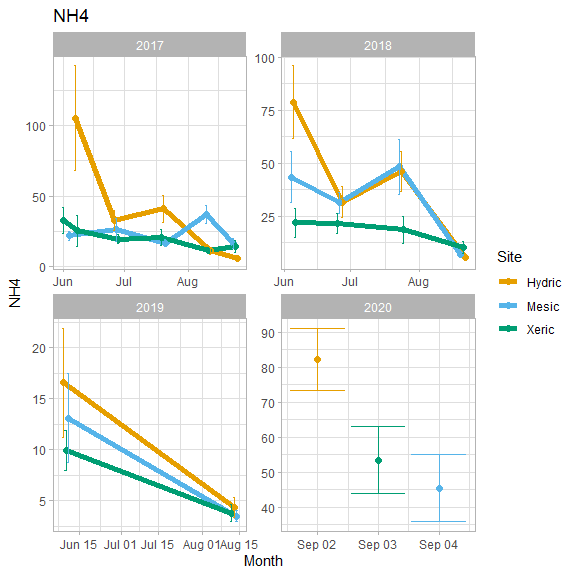 NH4
2017
2018
100
50
0
Jun Jul Aug
100
75
50
25
Jun Jul Aug
NH4
Site
Hydric
Mesic
Xeric
2019
2020
20
15
10
5
Jun 15 Jul 01 Jul 15 Aug 01 Aug 15
90
80
70
60
50
40
Sep 02 Sep 03 Sep 04
Month